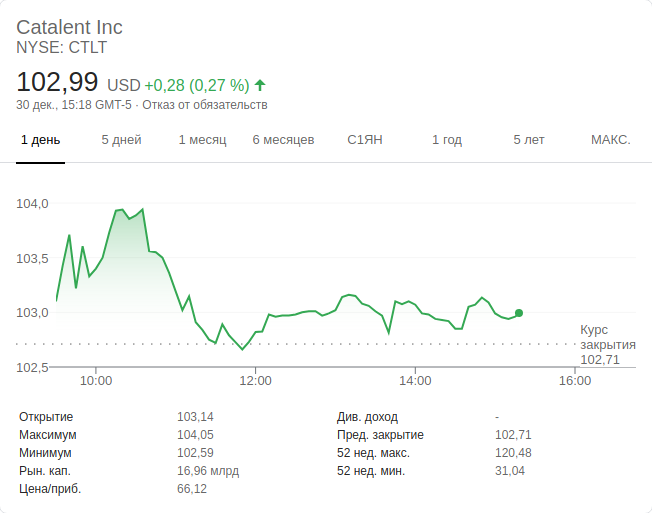 Catalent Inc
NYSE: CTLT
102,99 USD +0,28 (0,27 %)
30 дек., 15:18 GMT-5 · Отказ от обязательств
1 день 5 дней 1 месяц 6 месяцев С1ЯН 1 год 5 лет МАКС.
104,0
103,5
103,0
Курс
закрытия
102,71
102,5
10:00 12:00 14:00 16:00
Открытие 103,14 Див. доход -
Максимум 104,05 Пред. закрытие 102,71
Минимум 102,59 52 нед. макс. 120,48
Рын. кап. 16,96 млрд 52 нед. мин. 31,04
Цена/приб. 66,12